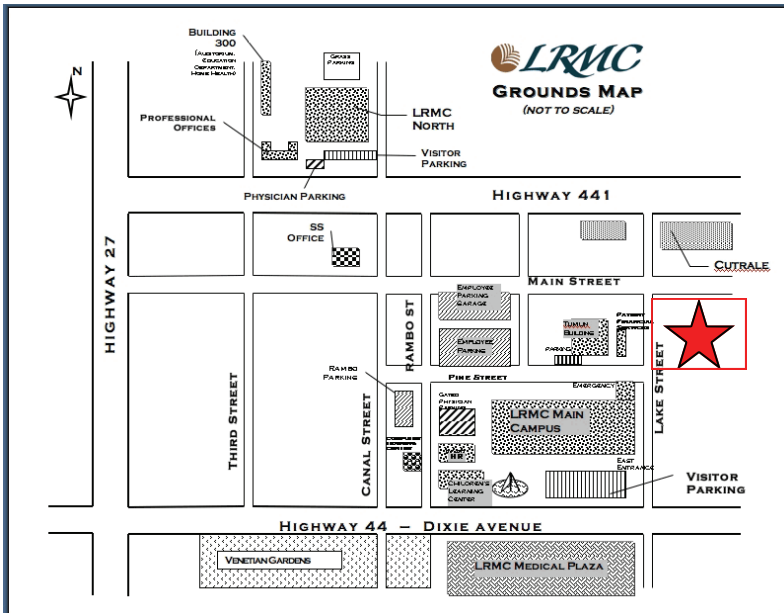 BUILDING
300
(AUDITORIUM,
EDUCATION
DEPARTMENT,
HOME HEALTH)
GRASS
PARKING
LRMC
GROUNDS MAP
(NOT TO SCALE)
N
PROFESSIONAL
OFFICES
LRMC
NORTH
VISITOR
PARKING
PHYSICIAN PARKING
HIGHWAY 441
SS
OFFICE
CUTRALE
MAIN STREET
HIGHWAY 27
EMPLOYEE
PARKING
GARAGE
RAMBO ST
EMPLOYEE
PARKING
TUMLIN
BUILDING
PATIENT
FINANCIAL
SERVICES
PARKING
LAKE STREET
RAMBO
PARKING
PINE STREET
EMERGENCY
GATED
PHYSICIAN
PARKING
LRMC MAIN
CAMPUS
THIRD STREET
CANAL STREET
HR
EAST
ENTRANCE
VISITOR
PARKING
CHILDREN'S
LEARNING
CENTER
HIGHWAY 44 – DIXIE AVENUE
VENETIAN GARDENS
LRMC MEDICAL PLAZA